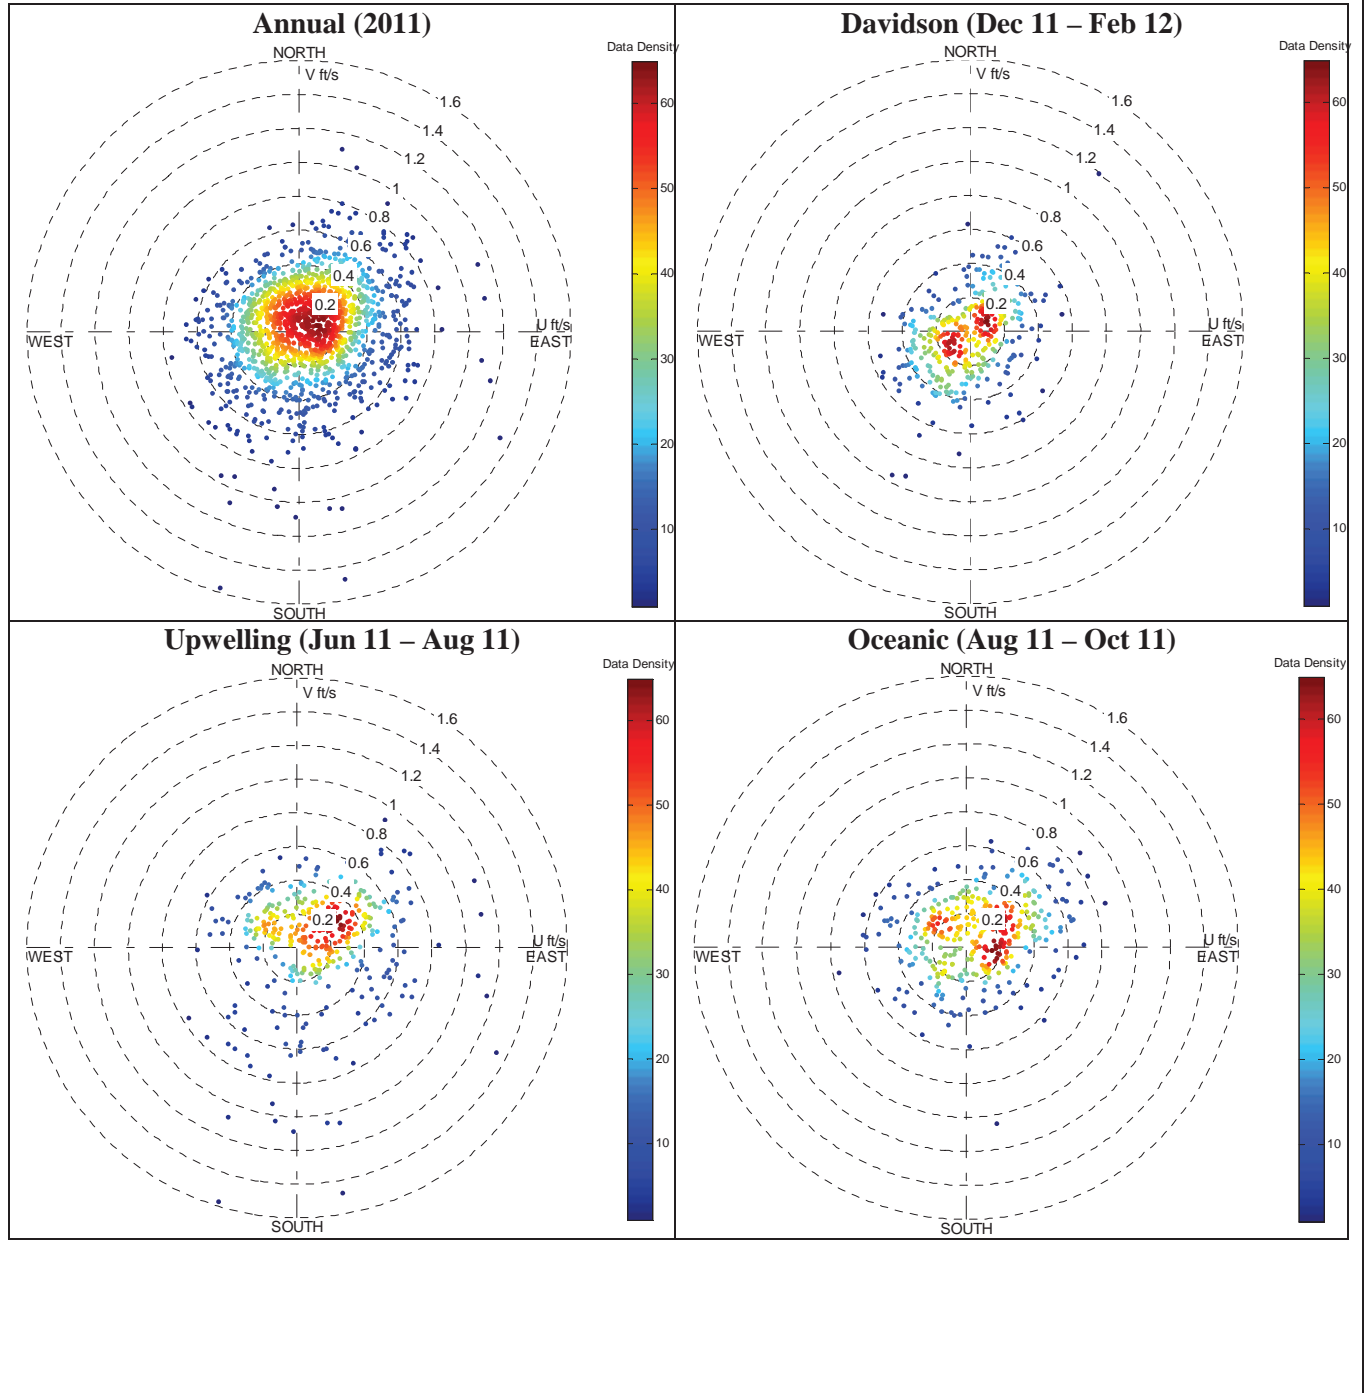 Annual (2011)
Data Density
NORTH
V ft/s
1.6
1.4
1.2
1
0.8
0.6
0.4
0.2
U ft/s
WEST
EAST
SOUTH
60
50
40
30
20
10
Davidson (Dec 11 – Feb 12)
Data Density
NORTH
V ft/s
1.6
1.4
1.2
1
0.8
0.6
0.4
0.2
U ft/s
WEST
EAST
SOUTH
60
50
40
30
20
10
Upwelling (Jun 11 – Aug 11)
Data Density
NORTH
V ft/s
1.6
1.4
1.2
1
0.8
0.6
0.4
0.2
U ft/s
WEST
EAST
SOUTH
60
50
40
30
20
10
Oceanic (Aug 11 – Oct 11)
Data Density
NORTH
V ft/s
1.6
1.4
1.2
1
0.8
0.6
0.4
0.2
U ft/s
WEST
EAST
SOUTH
60
50
40
30
20
10